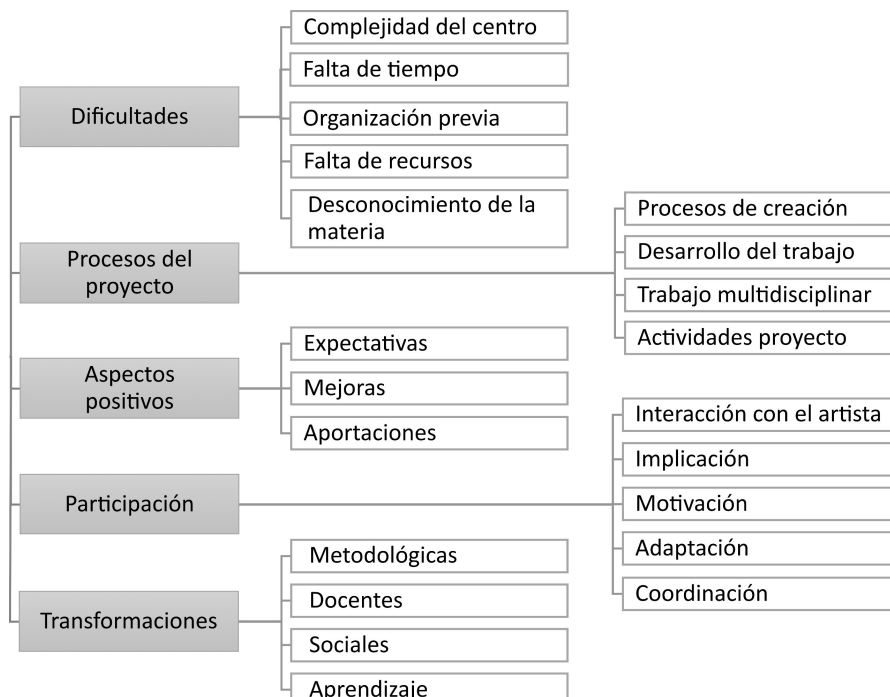 Dificultades
Complejidad del centro
Falta de tiempo
Organización previa
Falta de recursos
Desconocimiento de la
materia
Procesos del
proyecto
Procesos de creación
Desarrollo del trabajo
Trabajo multidisciplinar
Actividades proyecto
Aspectos
positivos
Expectativas
Mejoras
Aportaciones
Participación
Interacción con el artista
Implicación
Motivación
Adaptación
Coordinación
Transformaciones
Metodológicas
Docentes
Sociales
Aprendizaje